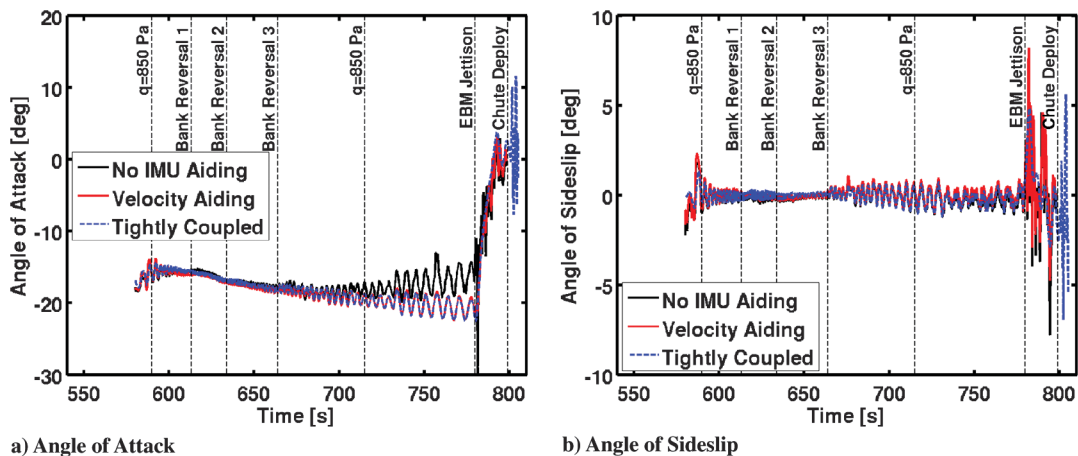 20
10
0
-10
-20
-30
Angle of Attack [deg]
q=850 Pa
Bank Reversal 1
Bank Reversal 2
Bank Reversal 3
q=850 Pa
EBM Jettison
Chute Deploy
No IMU Aiding
Velocity Aiding
Tightly Coupled
550 600 650 700 750 800
Time [s]
a) Angle of Attack
10
5
0
-5
-10
Angle of Sideslip [deg]
q=850 Pa
Bank Reversal 1
Bank Reversal 2
Bank Reversal 3
q=850 Pa
EBM Jettison
Chute Deploy
No IMU Aiding
Velocity Aiding
Tightly Coupled
550 600 650 700 750 800
Time [s]
b) Angle of Sideslip